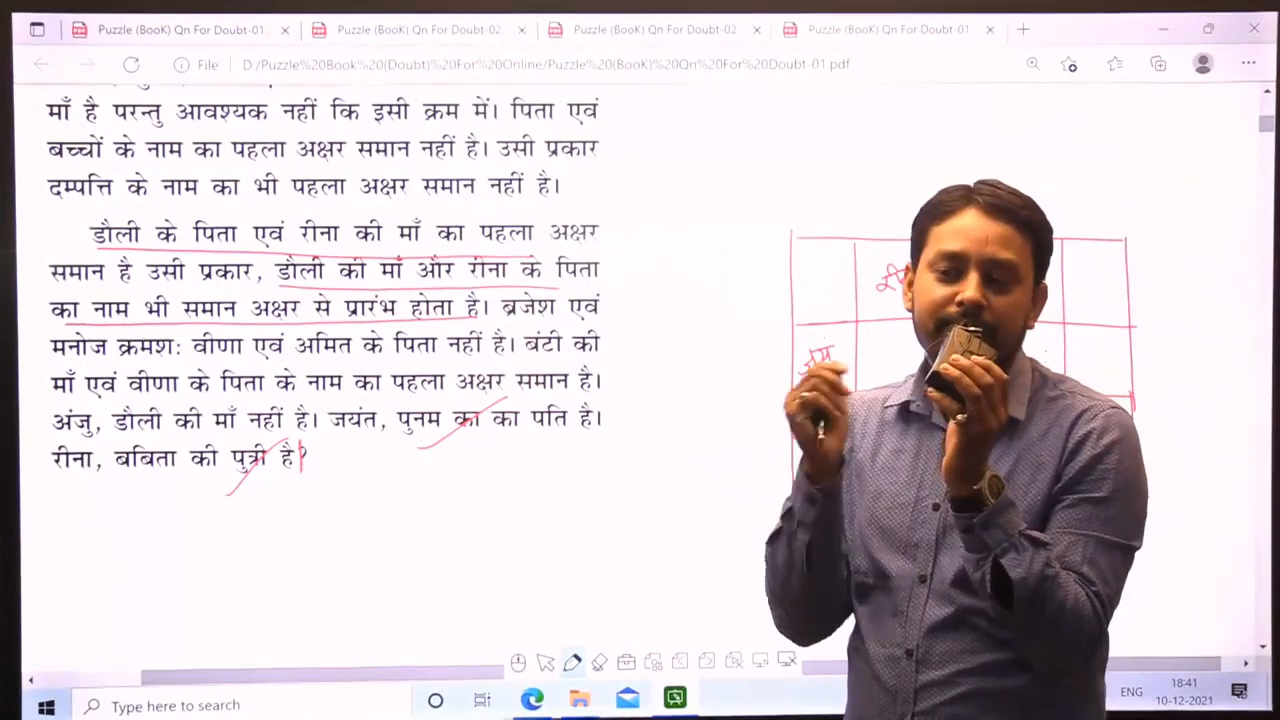 Puzzle (BooK) Qn For Doubt-01.
Puzzle (BooK) Qn For Doubt-02
Puzzle (BooK) Qn For Doubt-02.
Puzzle (BooK) Qn For Doubt-01
File
D:/Puzzle%20Book%20(Doubt)%20For%20Online/Puzzle%20(Book)%20Qn%20For%20Doubt-01.pdf
माँ है परन्तु आवश्यक नहीं कि इसी क्रम में। पिता एवं
बच्चों के नाम का पहला अक्षर समान नहीं है। उसी प्रकार
दम्पत्ति के नाम का भी पहला अक्षर समान नहीं है।
डौली के पिता एवं रीना की माँ का पहला अक्षर
समान है उसी प्रकार, डौली की माँ और रीना के पिता
का नाम भी समान अक्षर से प्रारंभ होता है। ब्रजेश एवं
मनोज क्रमशः वीणा एवं अमित के पिता नहीं है। बंटी की
माँ एवं वीणा के पिता के नाम का पहला अक्षर समान है।
अंजु, डौली की माँ नहीं है। जयंत, पुनम का का पति है।
रीना, बबिता की पुत्री है?
Type here to search
ENG
18:41
10-12-2021